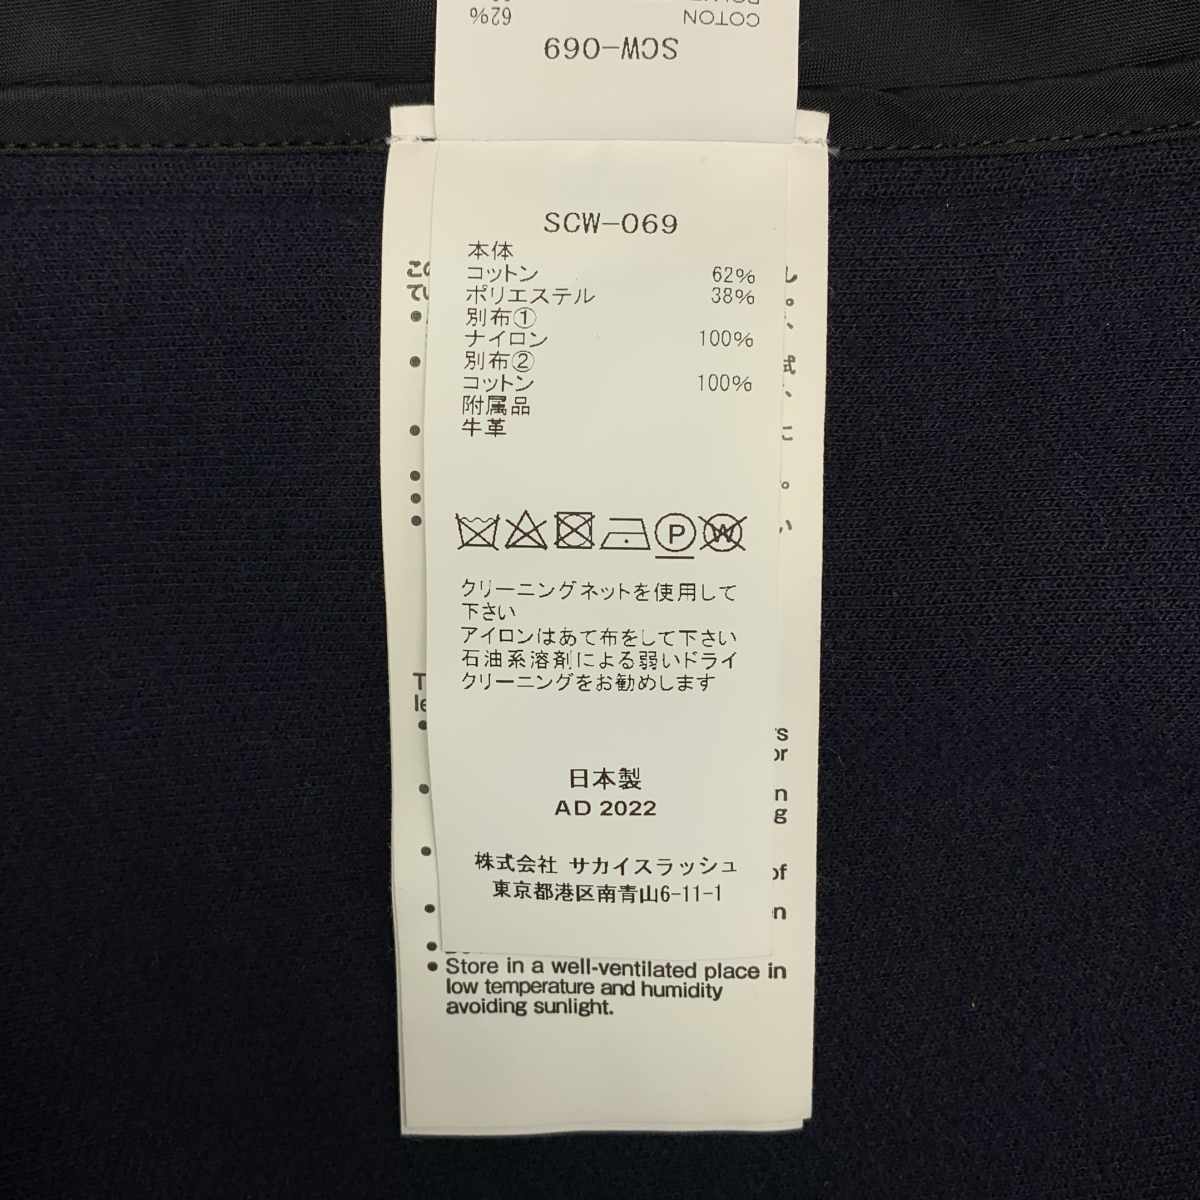 COTTON 62%
SCW-069
SCW-069
本体
コットン 62%
ポリエステル 38%
別布①
ナイロン 100%
別布②
コットン 100%
附属品
牛革
P W
クリーニングネットを使用して
下さい
アイロンはあて布をして下さい
石油系溶剤による弱いドライ
クリーニングをお勧めします
日本製
AD 2022
株式会社 サカイスラッシュ
東京都港区南青山6-11-1
• Store in a well-ventilated place in
low temperature and humidity
avoiding sunlight.